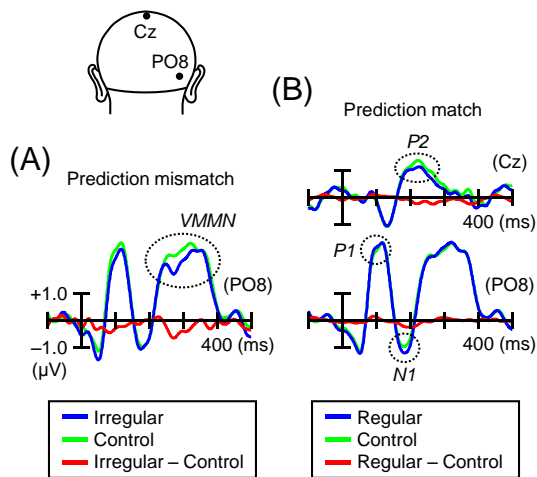 Cz
PO8
(B)
Prediction match
(A)
Prediction mismatch
P2
(Cz)
400 (ms)
VMMN
P1
(PO8)
(PO8)
+1.0
400 (ms)
400 (ms)
–1.0
(μV)
N1
Irregular
Control
Irregular – Control
Regular
Control
Regular – Control